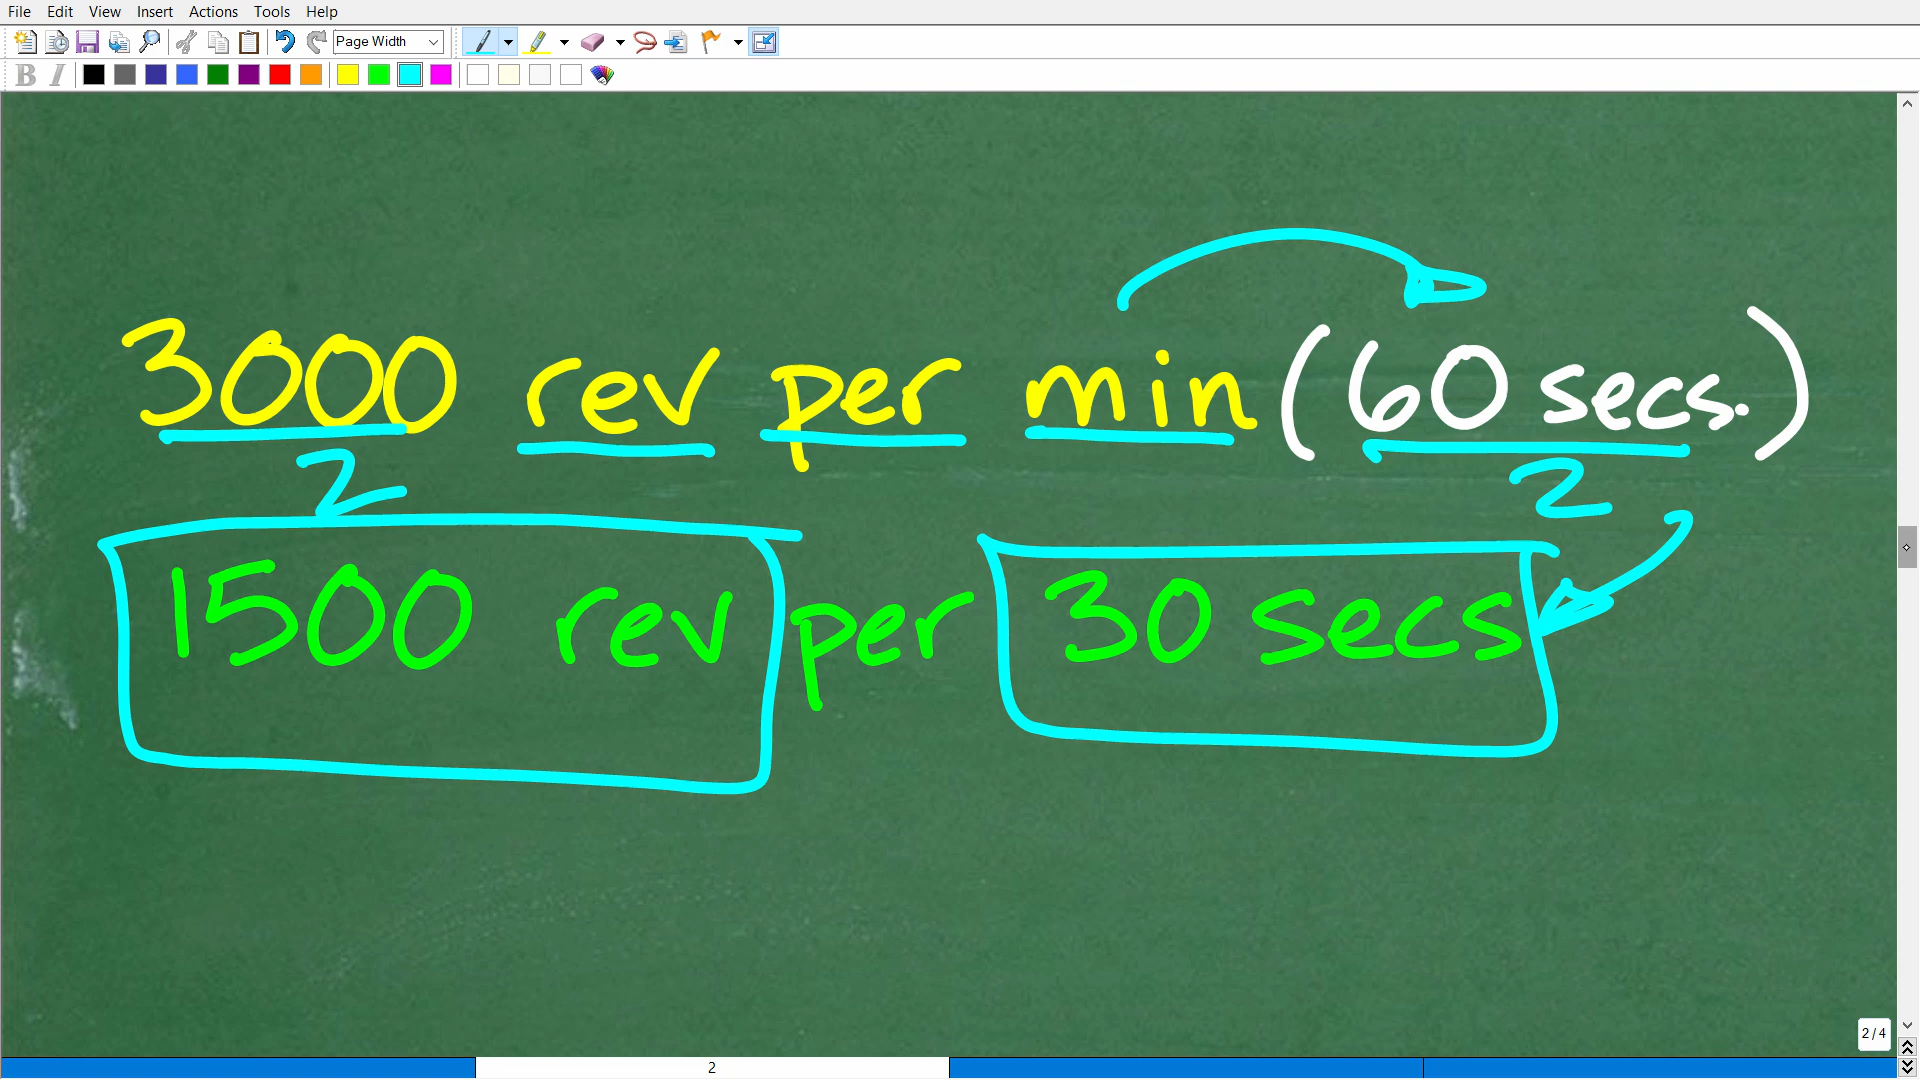 File Edit View Insert Actions Tools Help
Page Width
B I
3000 rev per min (60 secs.)
2 2
1500 rev per 30 secs
2 / 4
2